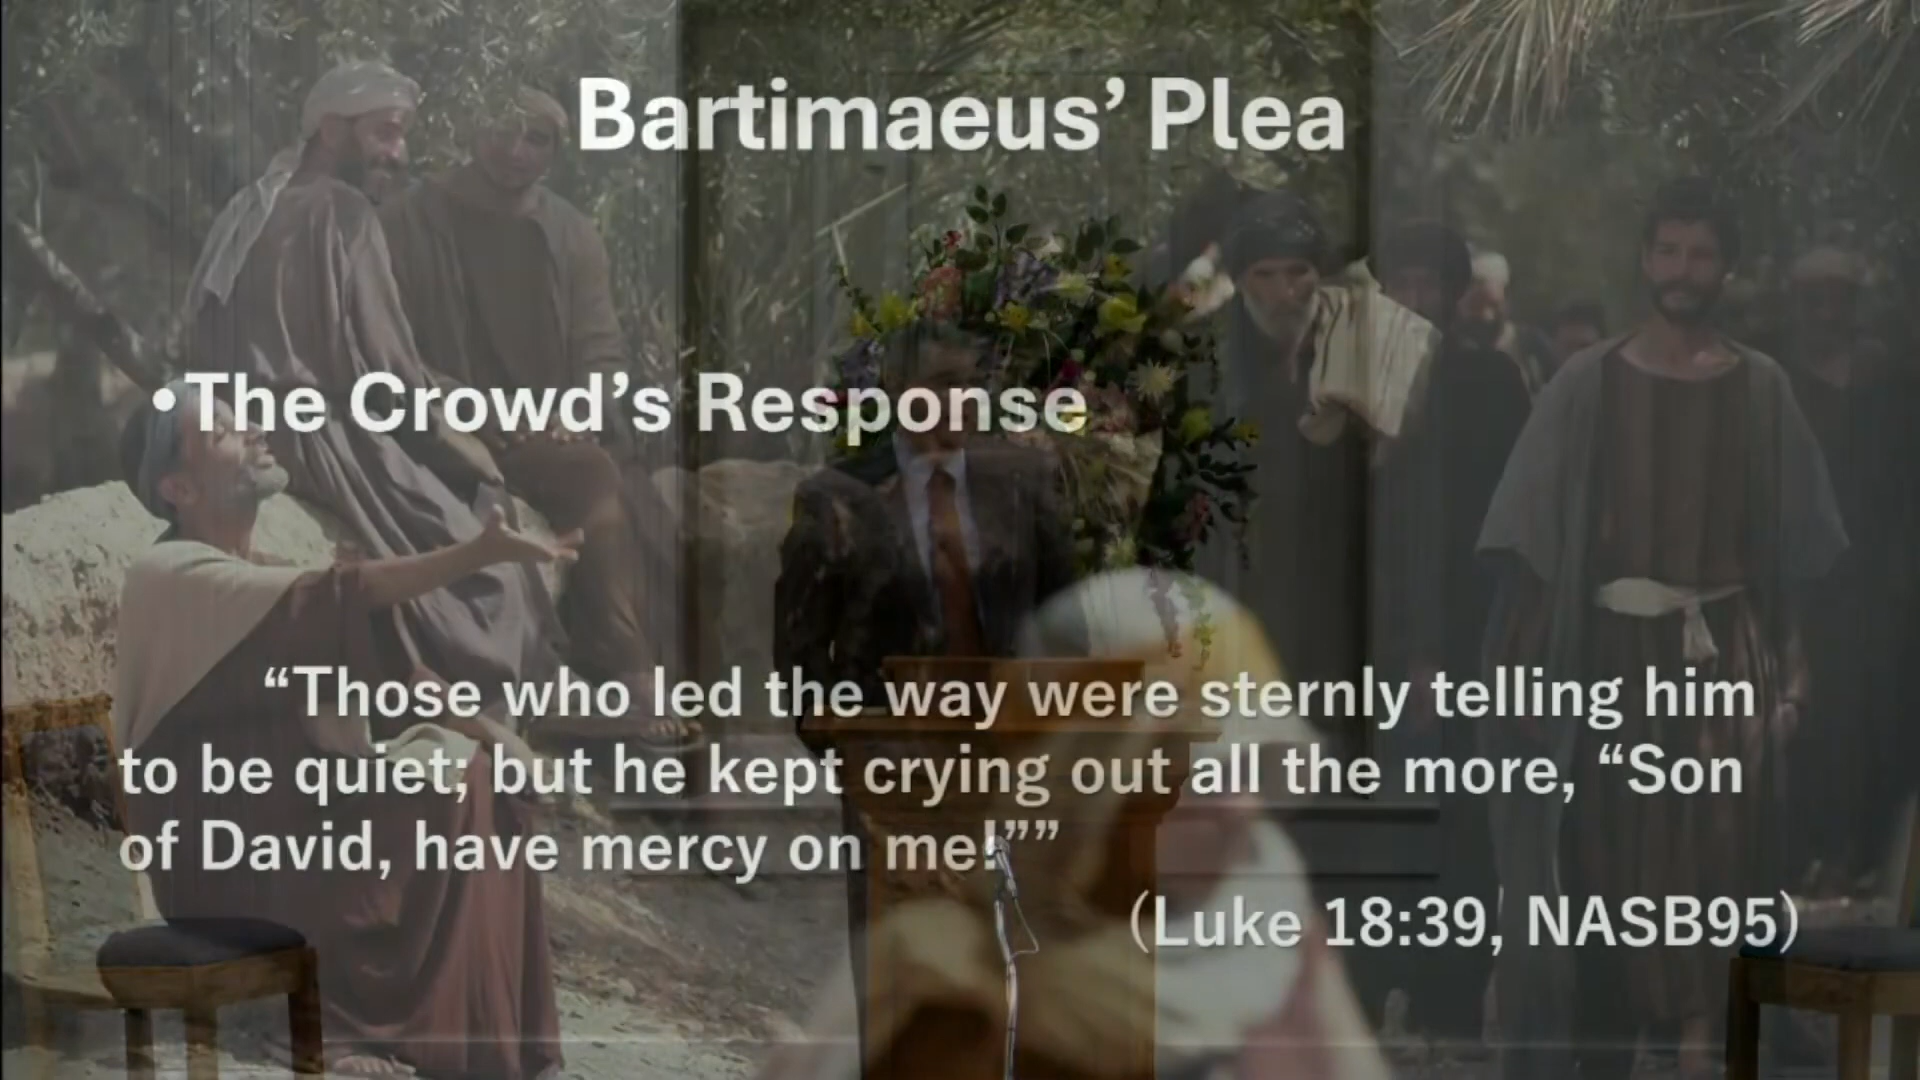 Bartimaeus’ Plea
•The Crowd’s Response
“Those who led the way were sternly telling him
to be quiet; but he kept crying out all the more, “Son
of David, have mercy on me!””
(Luke 18:39, NASB95)